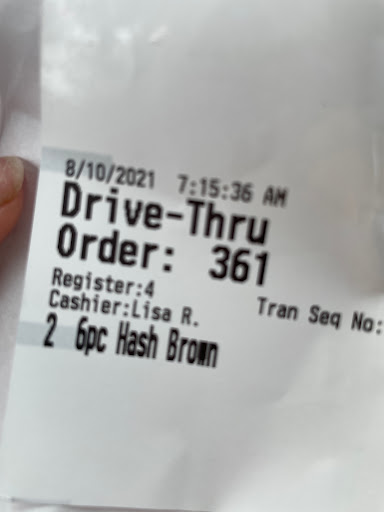 8/10/2021 7:15:36 AM
Drive-Thru
Order: 361
Register:4
Cashier:Lisa R. Tran Seq No:
2 6pc Hash Brown